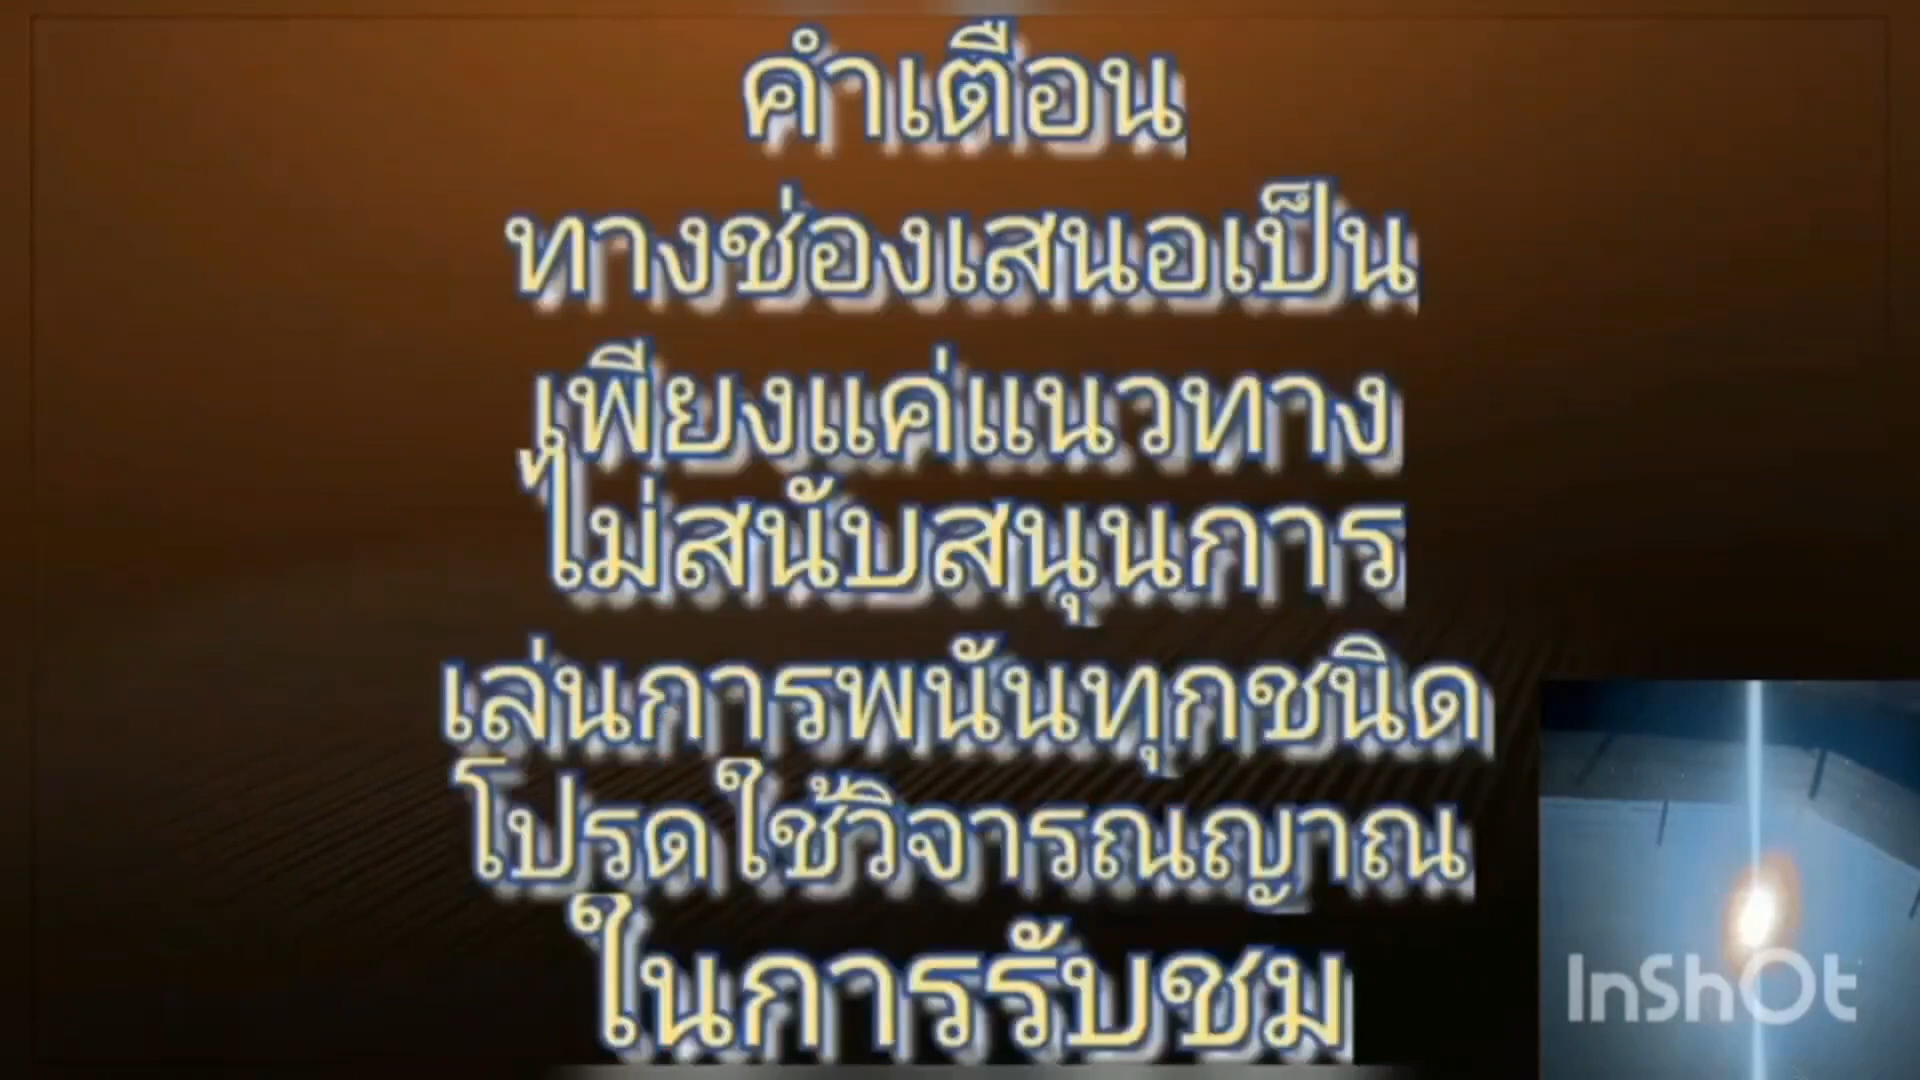 คำเตือน
ทางช่องเสนอเป็น
เพียงแค่แนวทาง
ไม่สนับสนุนการ
เล่นการพนันทุกชนิด
โปรดใช้วิจารณญาณ
ในการรับชม
InShOt